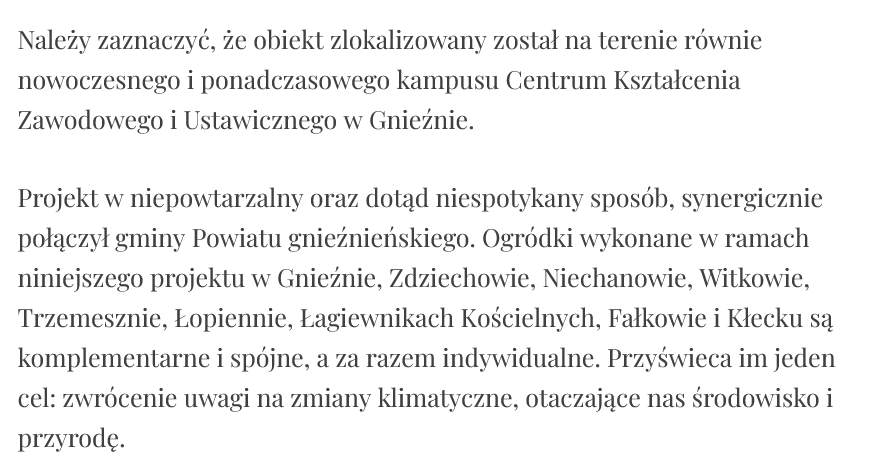 Należy zaznaczyć, że obiekt zlokalizowany został na terenie równie
nowoczesnego i ponadczasowego kampusu Centrum Kształcenia
Zawodowego i Ustawicznego w Gnieźnie.
Projekt w niepowtarzalny oraz dotąd niespotykany sposób, synergicznie
połączył gminy Powiatu gnieźnieńskiego. Ogródki wykonane w ramach
niniejszego projektu w Gnieźnie, Zdziechowie, Niechanowie, Witkowie,
Trzemesznie, Łopiennie, Łagiewnikach Kościelnych, Fałkowie i Kłecku są
komplementarne i spójne, a za razem indywidualne. Przyświeca im jeden
cel: zwrócenie uwagi na zmiany klimatyczne, otaczające nas środowisko i
przyrodę.